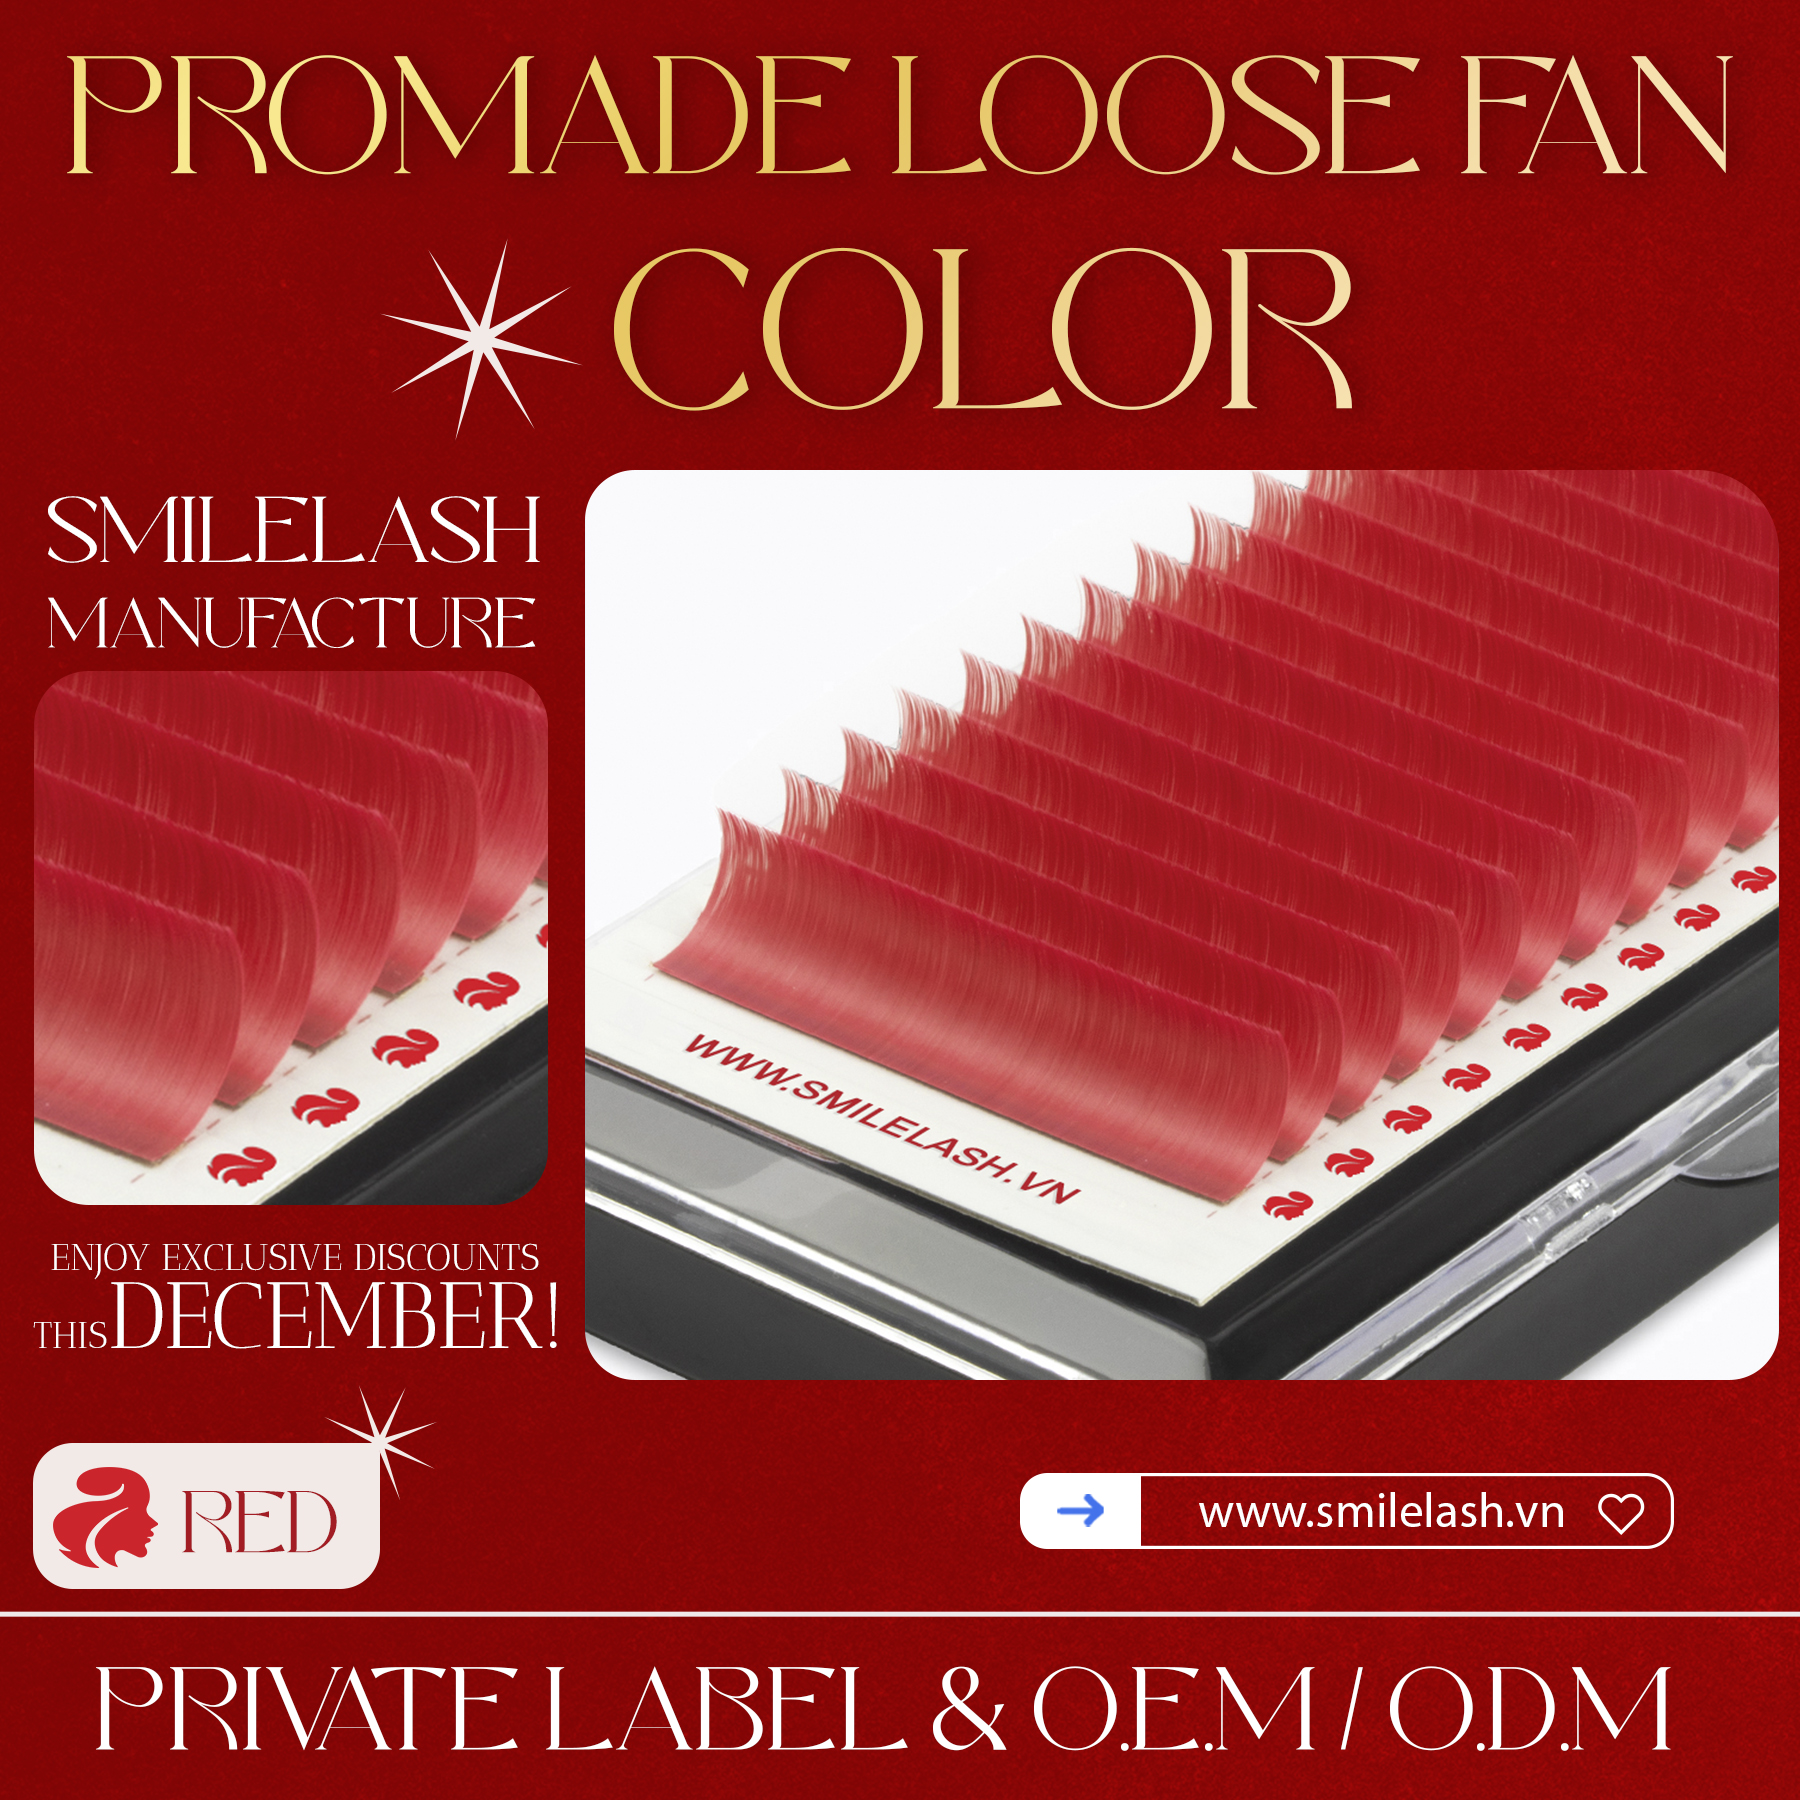 PROMADE LOOSE FAN
COLOR
SMILELASH
MANUFACTURE
WWW.SMILELASH.VN
ENJOY EXCLUSIVE DISCOUNTS
THIS DECEMBER!
RED
www.smilelash.vn
PRIVATE LABEL & O.E.M / O.D.M